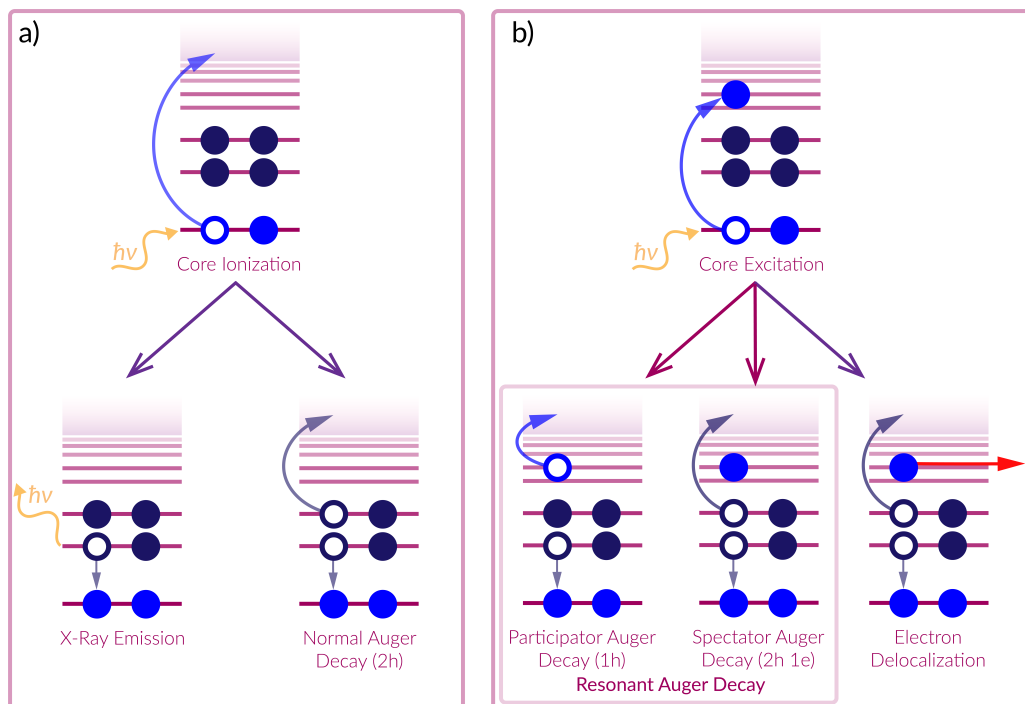 a)
ħν
Core Ionization
ħν
X-Ray Emission
Normal Auger
Decay (2h)
b)
ħν
Core Excitation
Participator Auger
Decay (1h)
Spectator Auger
Decay (2h 1e)
Resonant Auger Decay
Electron
Delocalization